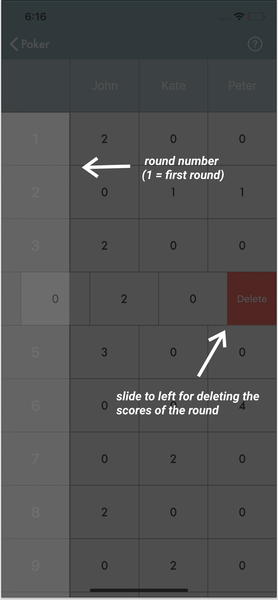 6:16
Poker
?
John Kate Peter
1 2 0 0
round number
(1 = first round)
2 0 1 1
3 2 0 0
0 2 0 Delete
5 3 0 0
slide to left for deleting the
scores of the round
6 0 4
7 0 2 0
8 2 0 0
9 0 2 0